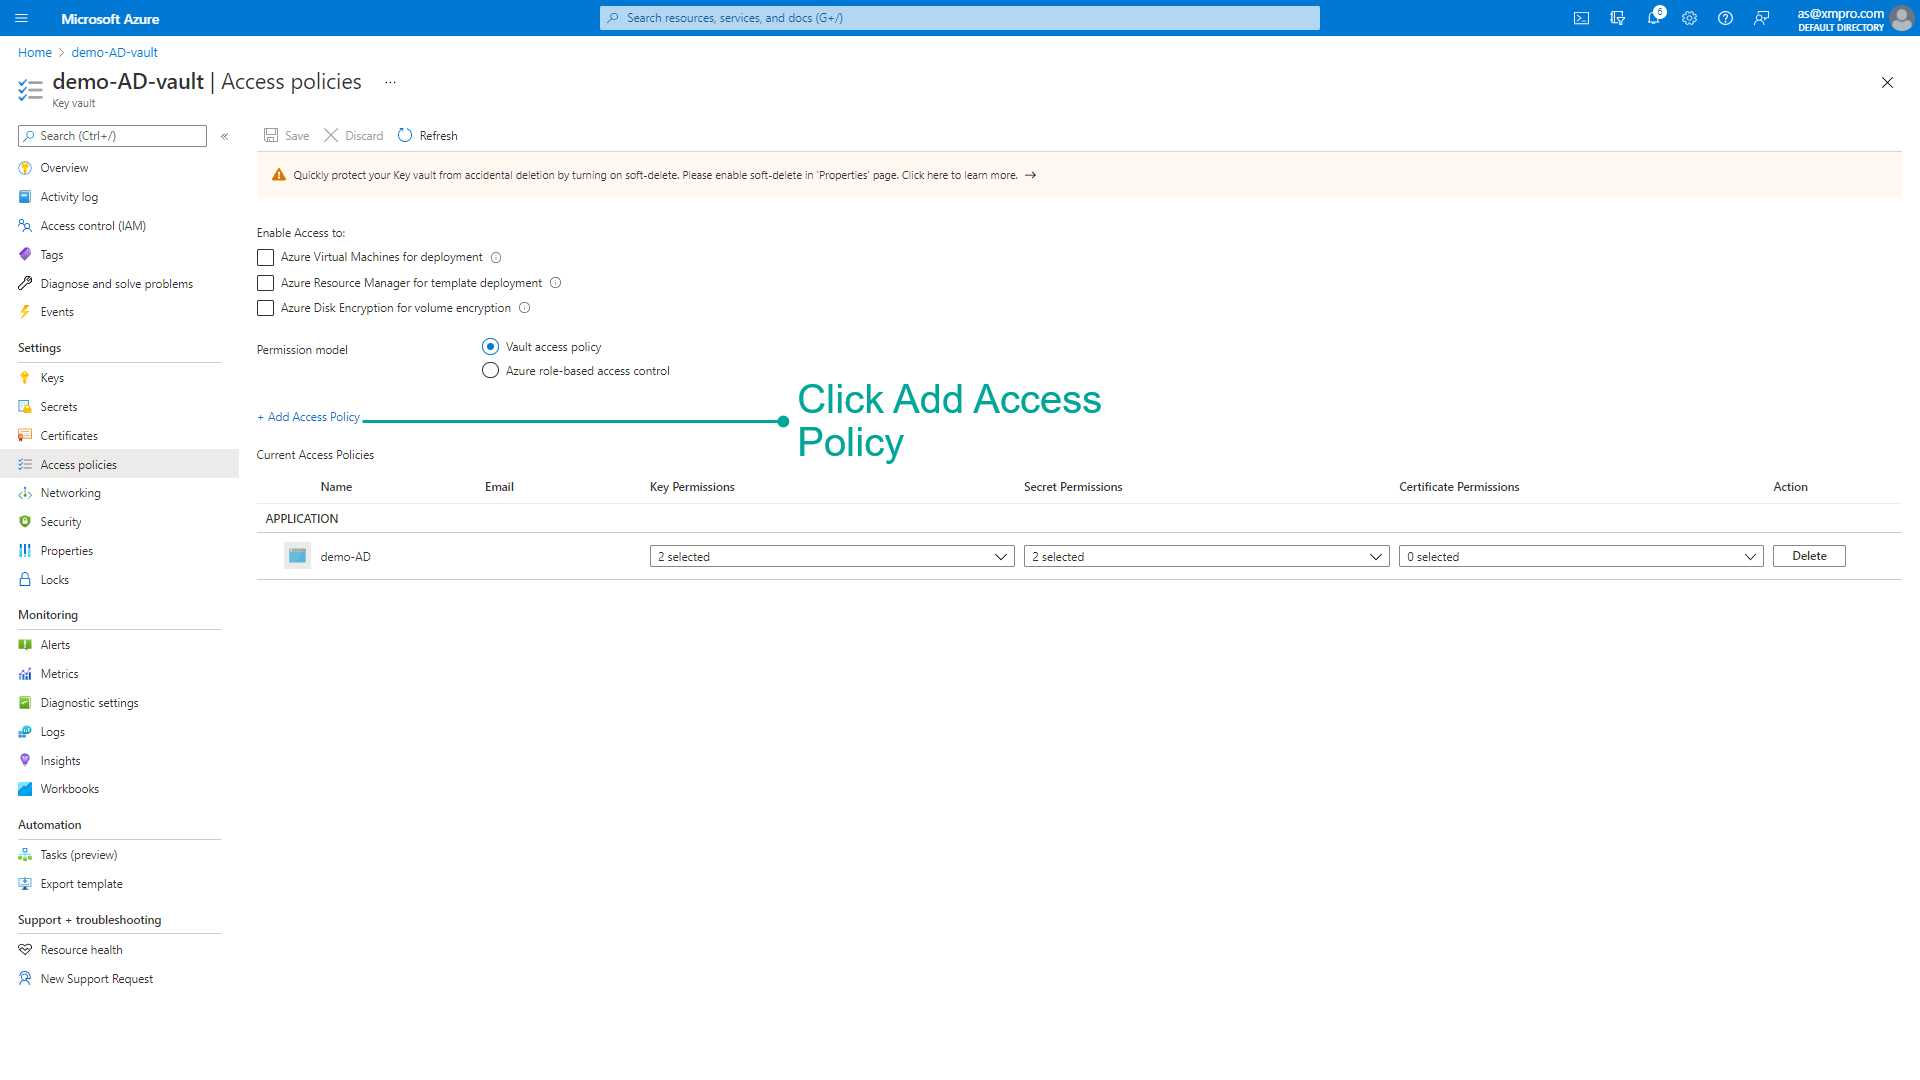 Microsoft Azure
Search resources, services, and docs (G+/)
6
as@xmpro.com
DEFAULT DIRECTORY
Home > demo-AD-vault
demo-AD-vault | Access policies ...
Key vault
Search (Ctrl+/)
«
Save Discard Refresh
Quickly protect your Key vault from accidental deletion by turning on soft-delete. Please enable soft-delete in 'Properties' page. Click here to learn more. →
Overview
Activity log
Access control (IAM)
Tags
Diagnose and solve problems
Events
Settings
Keys
Secrets
Certificates
Access policies
Networking
Security
Properties
Locks
Monitoring
Alerts
Metrics
Diagnostic settings
Logs
Insights
Workbooks
Automation
Tasks (preview)
Export template
Support + troubleshooting
Resource health
New Support Request
Enable Access to:
Azure Virtual Machines for deployment
Azure Resource Manager for template deployment
Azure Disk Encryption for volume encryption
Permission model
Vault access policy
Azure role-based access control
+ Add Access Policy
Click Add Access
Policy
Current Access Policies
Name Email Key Permissions Secret Permissions Certificate Permissions Action
APPLICATION
demo-AD 2 selected 2 selected 0 selected Delete